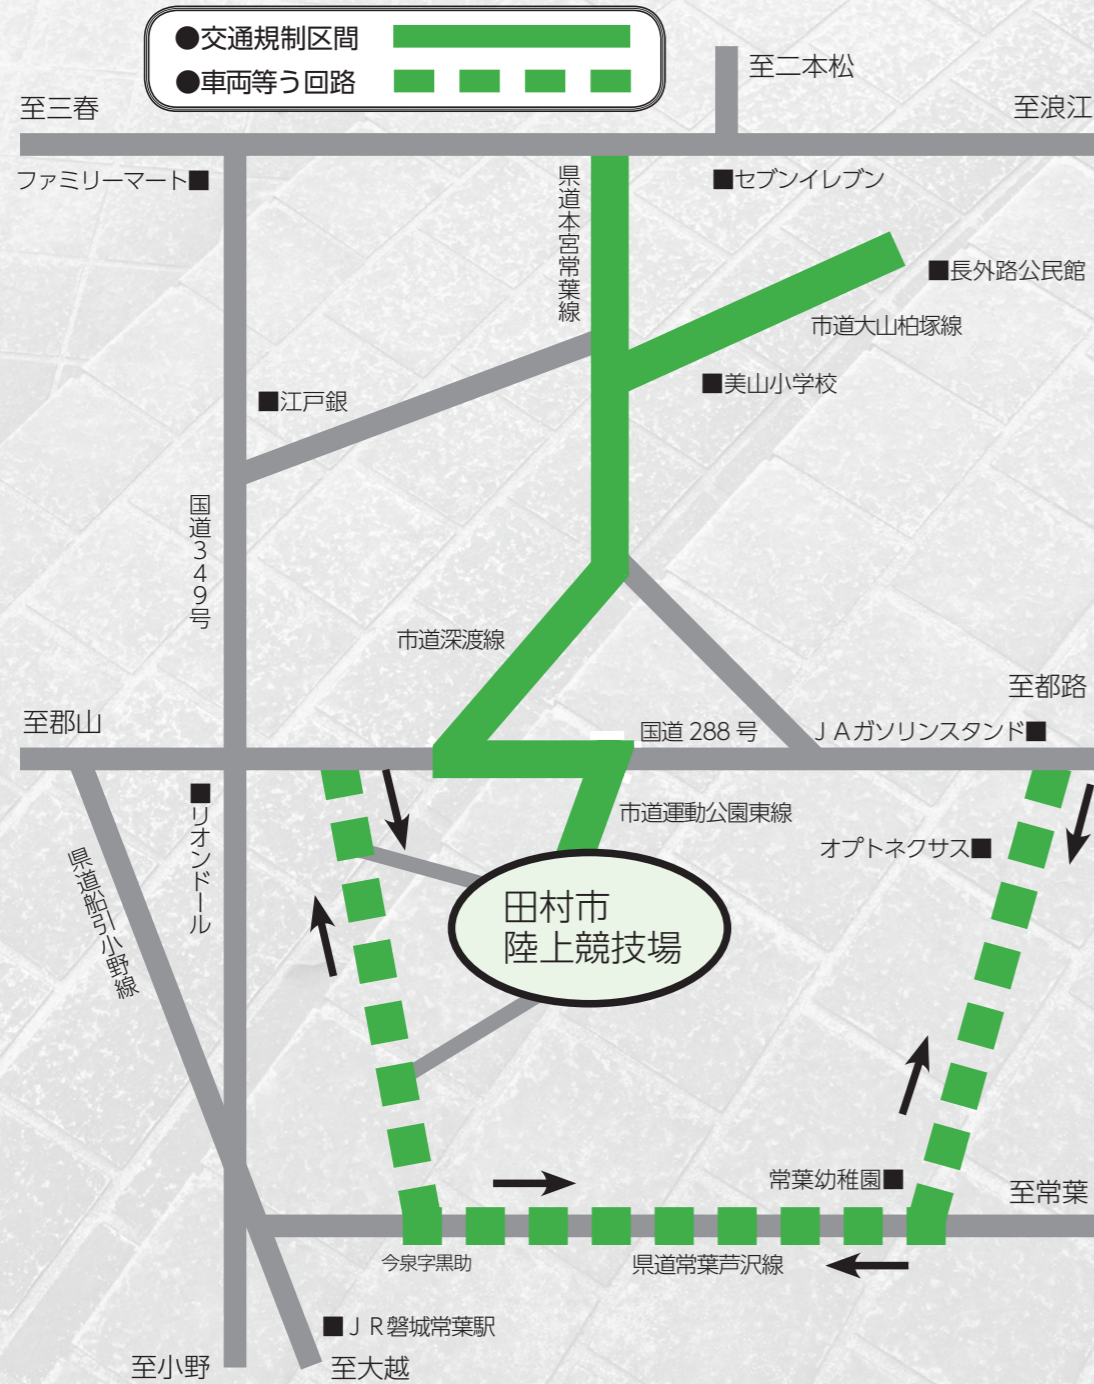 ●交通規制区間
●車両等う回路
至二本松
至三春
至浪江
ファミリーマート■
県道本宮常葉線
■セブンイレブン
■長外路公民館
市道大山柏塚線
■美山小学校
■江戸銀
国道349号
市道深渡線
至都路
至郡山
国道 288 号
JAガソリンスタンド■
■リオンドール
市道運動公園東線
オプトネクサス■
県道船引小野線
田村市
陸上競技場
常葉幼稚園■
至常葉
今泉字黒助
県道常葉芦沢線
■JR磐城常葉駅
至小野
至大越